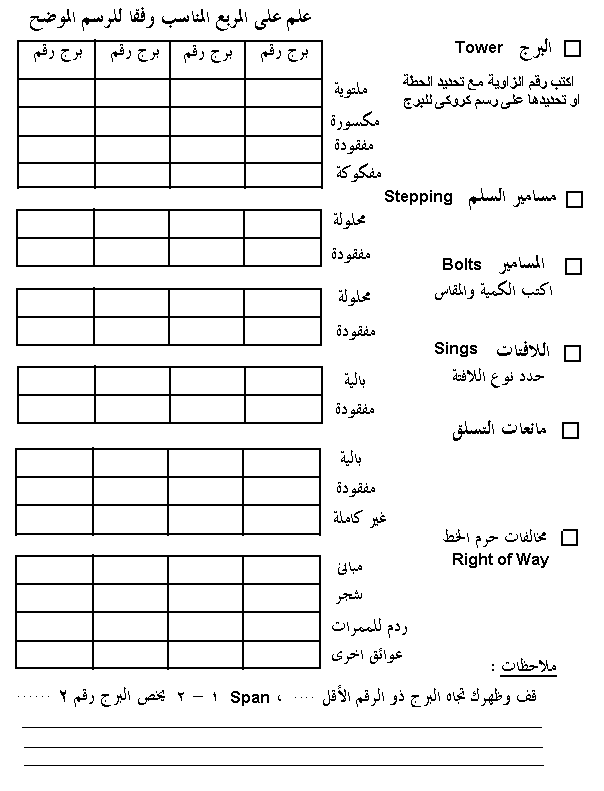 علم على المربع المناسب وفقا للرسم الموضح
البرج Tower
اكتب رقم الزاوية مع تحديد الحطة
او تحديدها على رسم كروكى للبرج
برج رقم برج رقم برج رقم برج رقم
ملتوية
مكسورة
مفقودة
مفكوكة
مسامير السلم Stepping
محلولة
مفقودة
المسامير Bolts
اكتب الكمية والمقاس
محلولة
مفقودة
اللافتات Sings
حدد نوع اللافتة
بالية
مفقودة
مانعات التسلق
بالية
مفقودة
غير كاملة
مخالفات حرم الخط
Right of Way
مبانى
شجر
ردم للممرات
عوائق اخرى
ملاحظات :
قف وظهرك تجاه البرج ذو الرقم الأقل .... ، Span ١ – ٢ يخص البرج رقم ٢ ......